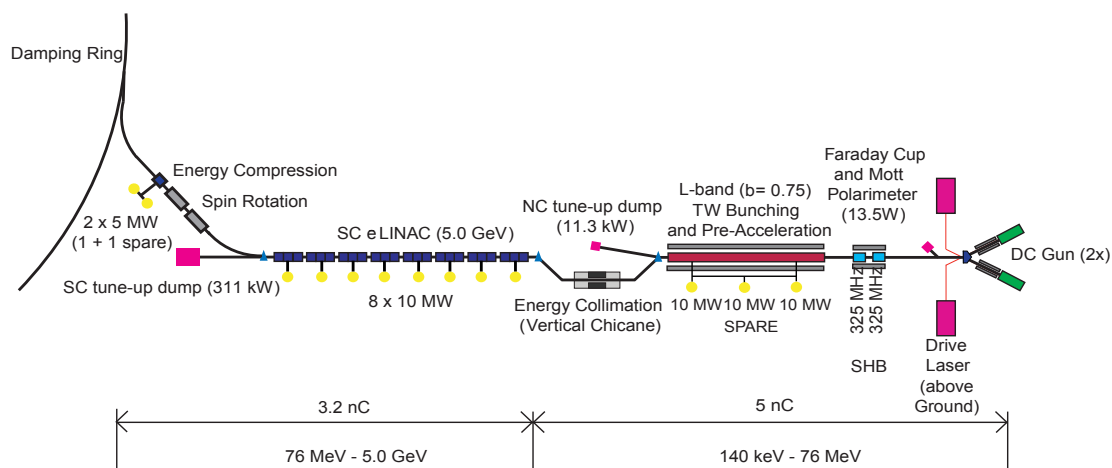 Damping Ring
Energy Compression
Spin Rotation
2 x 5 MW
(1 + 1 spare)
SC tune-up dump (311 kW)
SC e LINAC (5.0 GeV)
8 x 10 MW
NC tune-up dump
(11.3 kW)
Energy Collimation
(Vertical Chicane)
L-band (b= 0.75)
TW Bunching
and Pre-Acceleration
10 MW 10 MW 10 MW
SPARE
Faraday Cup
and Mott
Polarimeter
(13.5W)
325 MHz
325 MHz
SHB
DC Gun (2x)
Drive
Laser
(above
Ground)
3.2 nC
5 nC
76 MeV - 5.0 GeV
140 keV - 76 MeV